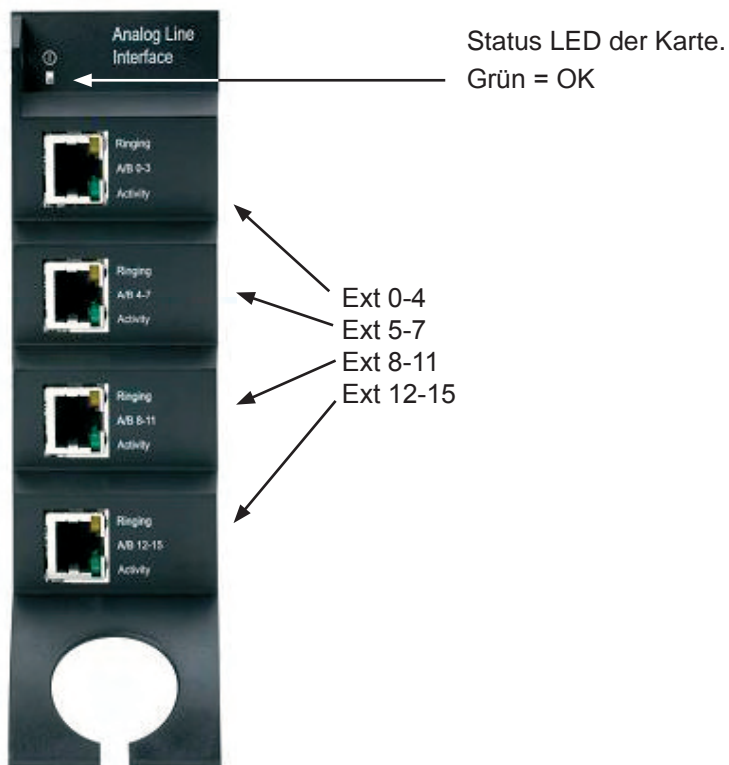 Analog Line
Interface
Status LED der Karte.
Grün = OK
Ringing
A/B 0-3
Activity
Ringing
A/B 4-7
Activity
Ext 0-4
Ext 5-7
Ext 8-11
Ext 12-15
Ringing
A/B 8-11
Activity
Ringing
A/B 12-15
Activity